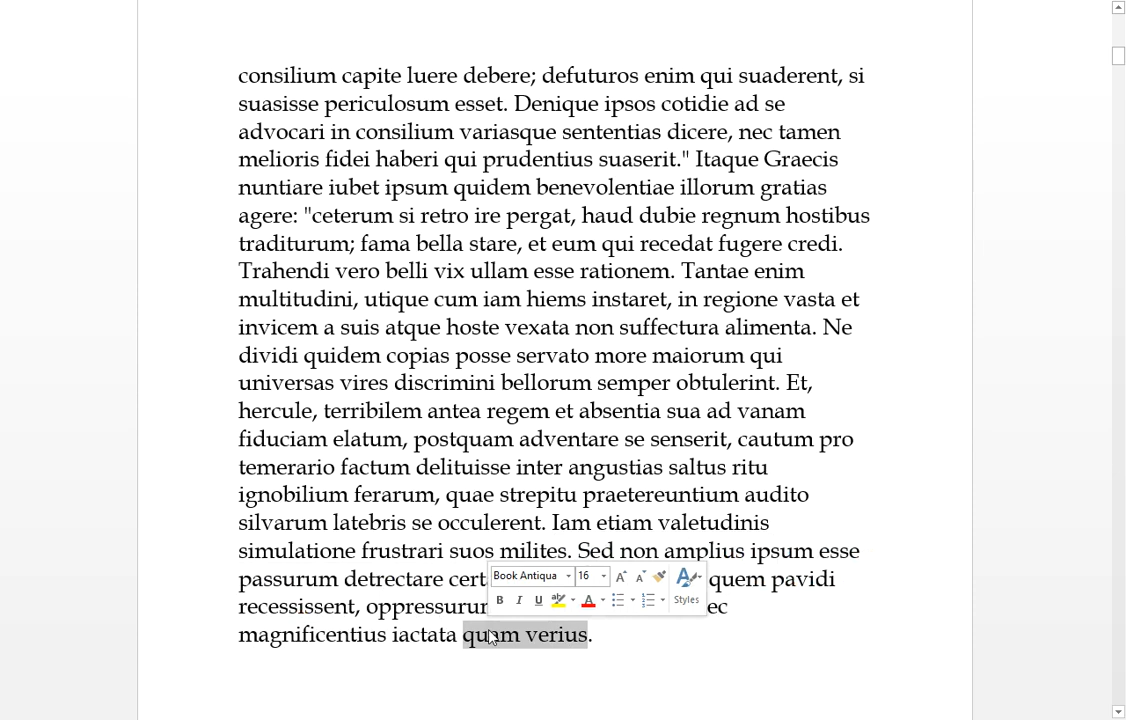 consilium capite luere debere; defuturos enim qui suaderent, si
suasisse periculosum esset. Denique ipsos cotidie ad se
advocari in consilium variasque sententias dicere, nec tamen
melioris fidei haberi qui prudentius suaserit." Itaque Graecis
nuntiare iubet ipsum quidem benevolentiae illorum gratias
agere: "ceterum si retro ire pergat, haud dubie regnum hostibus
traditurum; fama bella stare, et eum qui recedat fugere credi.
Trahendi vero belli vix ullam esse rationem. Tantae enim
multitudini, utique cum iam hiems instaret, in regione vasta et
invicem a suis atque hoste vexata non suffectura alimenta. Ne
dividi quidem copias posse servato more maiorum qui
universas vires discrimini bellorum semper obtulerint. Et,
hercule, terribilem antea regem et absentia sua ad vanam
fiduciam elatum, postquam adventare se senserit, cautum pro
temerario factum delituisse inter angustias saltus ritu
ignobilium ferarum, quae strepitu praetereuntium audito
silvarum latebris se occulerent. Iam etiam valetudinis
simulatione frustrari suos milites. Sed non amplius ipsum esse
passurum detrectare quem pavidi
recessissent,
magnificentius iactata quam verius.
Book Antiqua 16
B I U aby A Styles